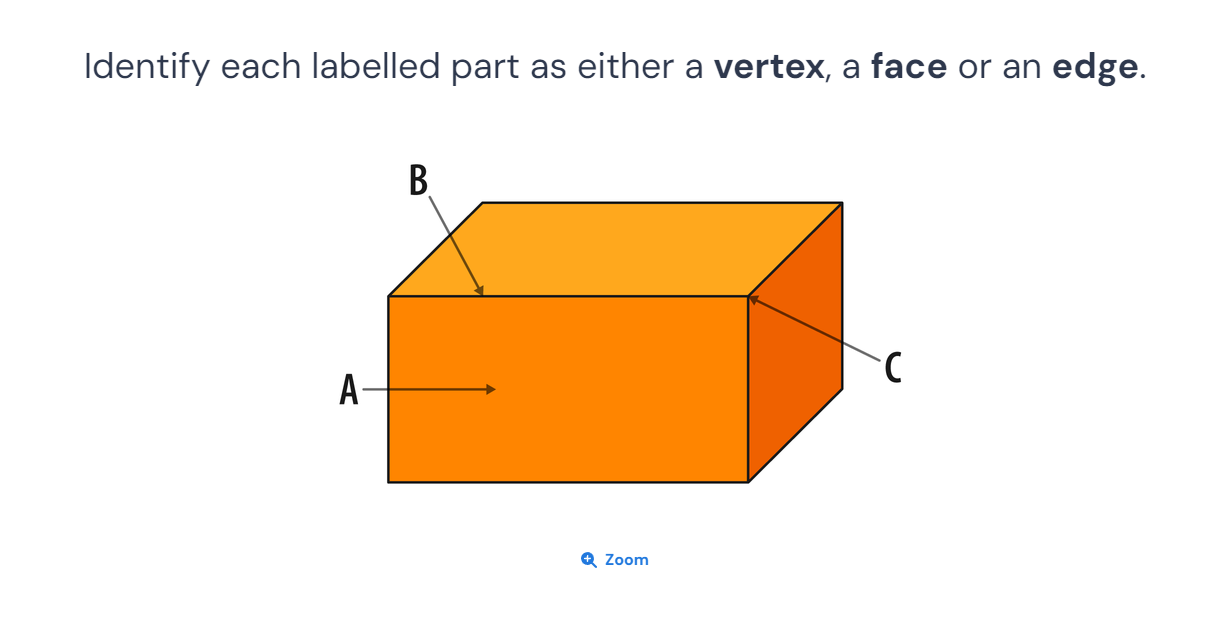 Identify each labelled part as either a vertex, a face or an edge.
B
A
C
Zoom